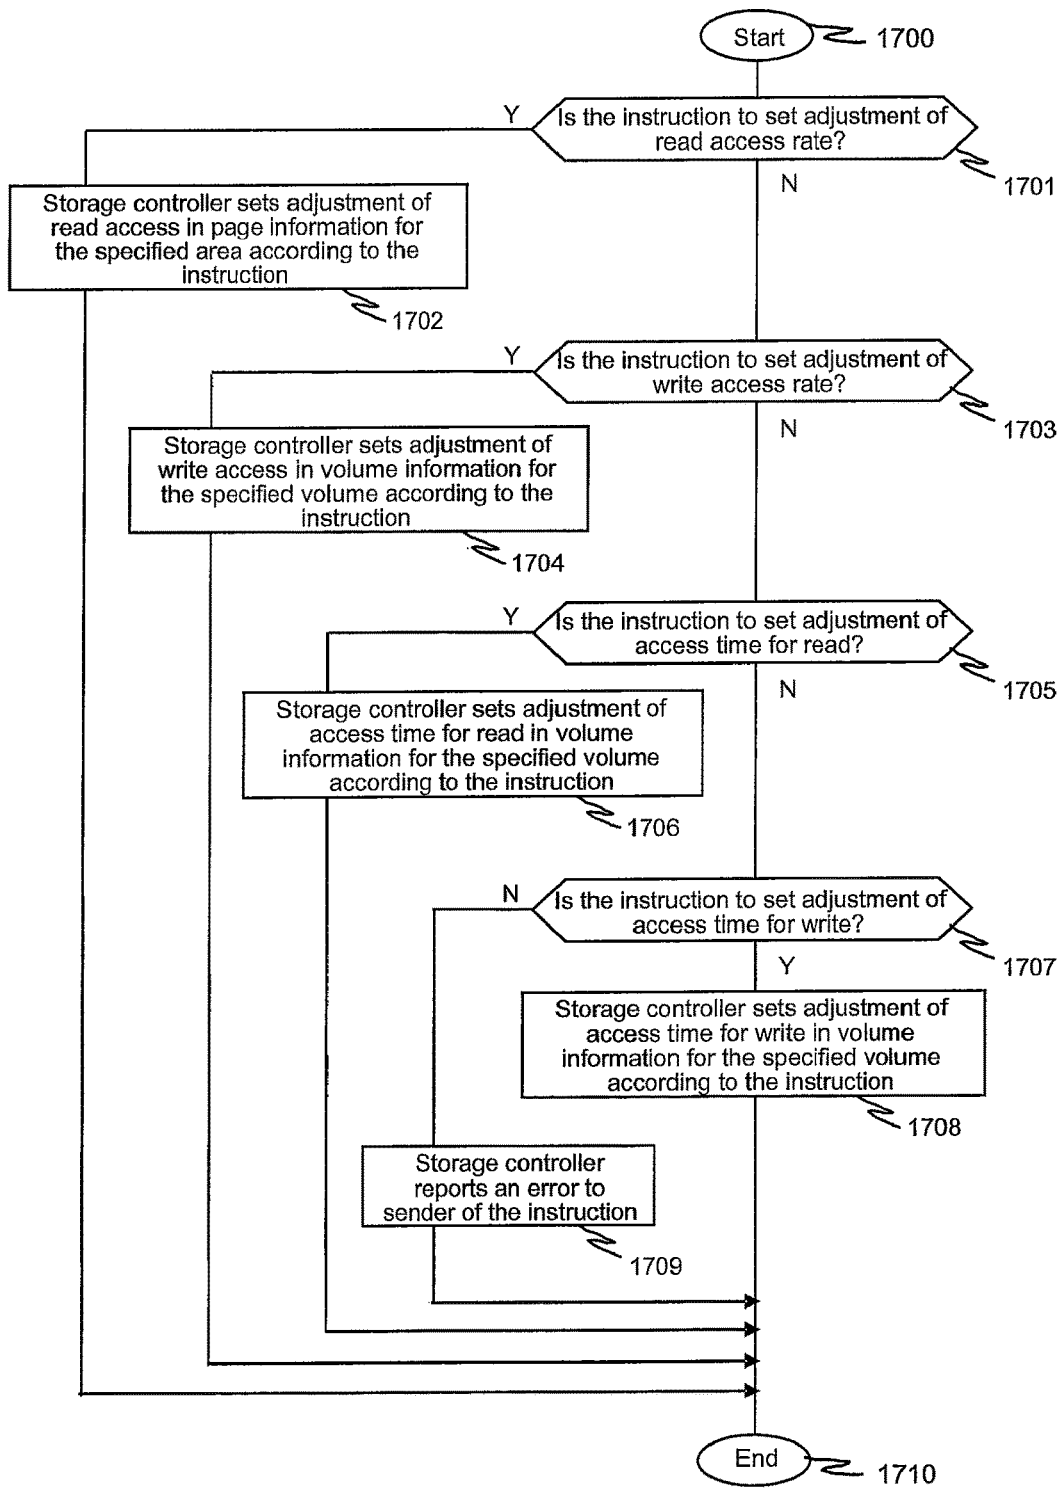 Start
1700
Y
Is the instruction to set adjustment of
read access rate?
1701
N
Storage controller sets adjustment of
read access in page information for
the specified area according to the
instruction
1702
Y
Is the instruction to set adjustment of
write access rate?
1703
N
Storage controller sets adjustment of
write access in volume information for
the specified volume according to the
instruction
1704
Y
Is the instruction to set adjustment of
access time for read?
1705
N
Storage controller sets adjustment of
access time for read in volume
information for the specified volume
according to the instruction
1706
N
Is the instruction to set adjustment of
access time for write?
1707
Y
Storage controller sets adjustment of
access time for write in volume
information for the specified volume
according to the instruction
1708
Storage controller
reports an error to
sender of the instruction
1709
End
1710